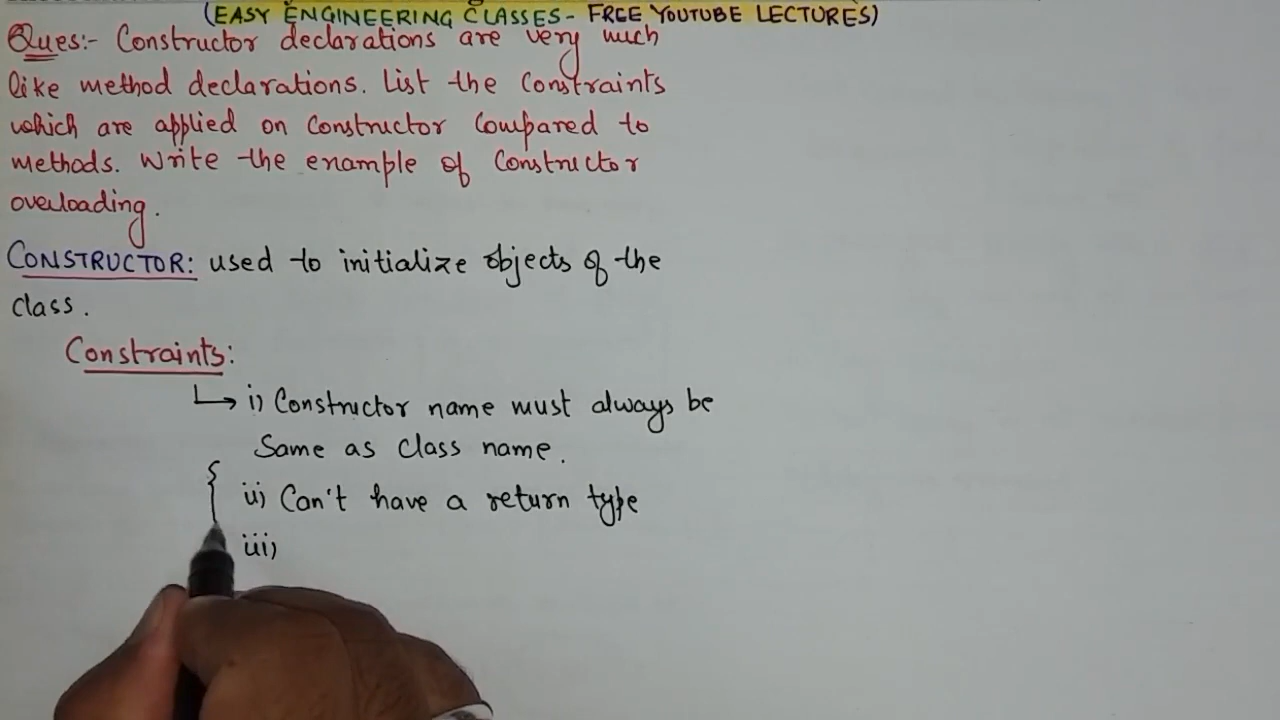 (EASY ENGINEERING CLASSES- FREE YOUTUBE LECTURES)
Ques:- Constructor declarations are very much
like method declarations. List the constraints
which are applied on constructor compared to
methods. Write the enample of constructor
overloading.
CONSTRUCTOR: used to initialize objects of the
class.
Constraints:
i) Constructor name must always be
Same as class name.
ii) Can't have a return type
iii)